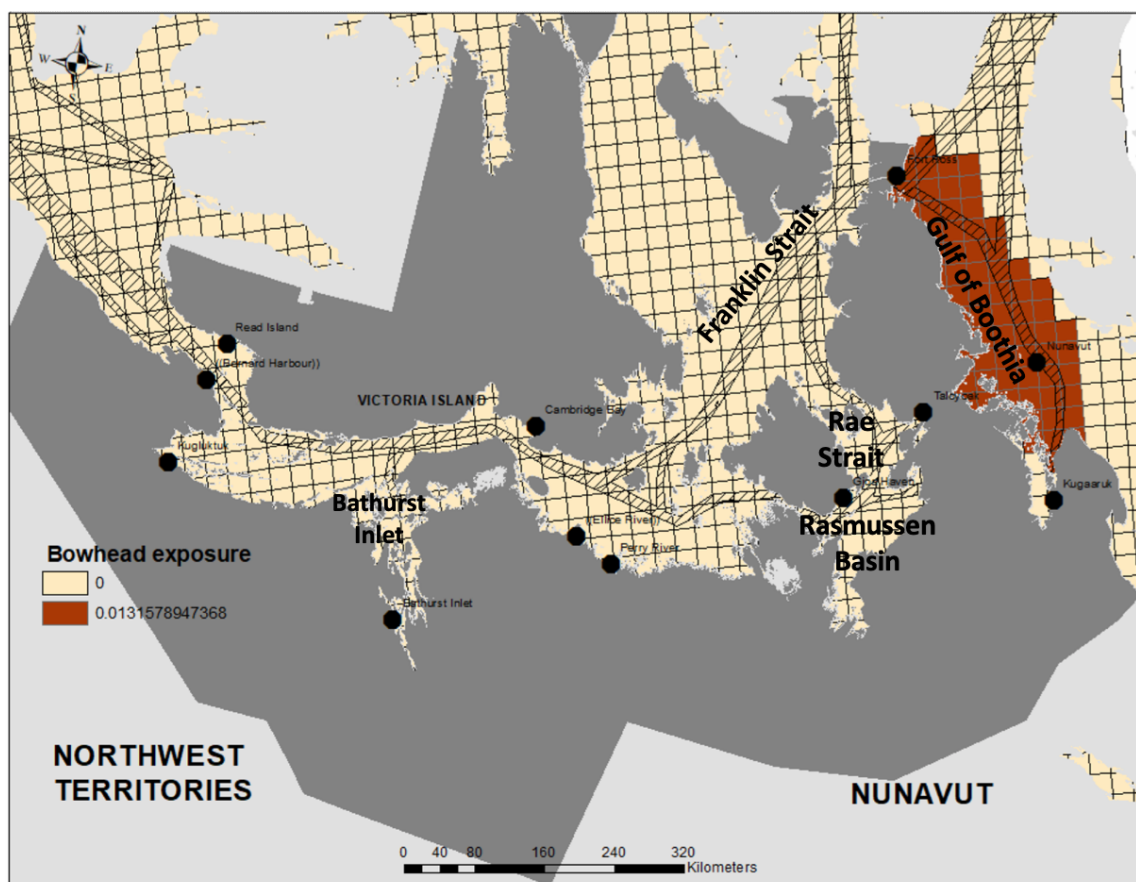 N
W
E
S
Fort Ross
Franklin Strait
Gulf of Boothia
Read Island
((Bernard Harbour))
Nunavut
VICTORIA ISLAND
Cambridge Bay
Taloyoak
Rae
Strait
Kugluktuk
Gjoa Haven
Kugaaruk
Bathurst
Inlet
((Ellice River))
Rasmussen
Basin
Perry River
Bowhead exposure
0
0.0131578947368
Bathurst Inlet
NORTHWEST
TERRITORIES
NUNAVUT
0 40 80 160 240 320
Kilometers